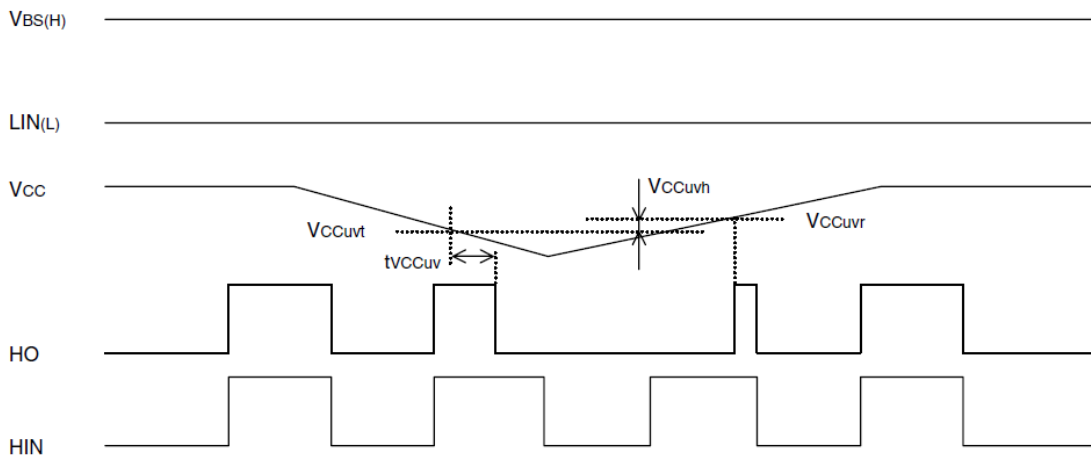 VBS(H)
LIN(L)
VCC
VCCuvh
VCCuvt
VCCuvr
tVCCuv
HO
HIN